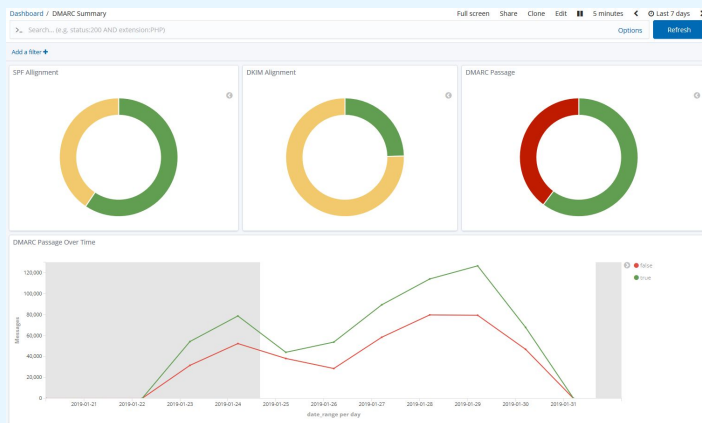 Dashboard / DMARC Summary
Full screen Share Clone Edit 5 minutes Last 7 days
>_ Search... (e.g. status:200 AND extension:PHP)
Options
Refresh
Add a filter +
SPF Allignment
DKIM Alignment
DMARC Passage
DMARC Passage Over Time
false
true
Messages
120,000
100,000
80,000
60,000
40,000
20,000
0
2019-01-21 2019-01-22 2019-01-23 2019-01-24 2019-01-25 2019-01-26 2019-01-27 2019-01-28 2019-01-29 2019-01-30 2019-01-31
date_range per day